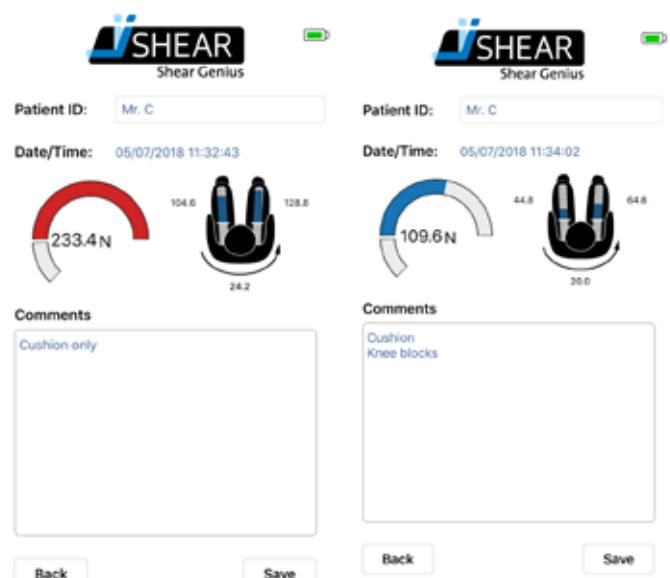 SHEAR
Shear Genius
Patient ID: Mr. C
Date/Time: 05/07/2018 11:32:43
233.4 N
104.6
128.8
24.2
Comments
Cushion only
Back
Save
SHEAR
Shear Genius
Patient ID: Mr. C
Date/Time: 05/07/2018 11:34:02
109.6 N
44.8
64.8
20.0
Comments
Cushion
Knee blocks
Back
Save